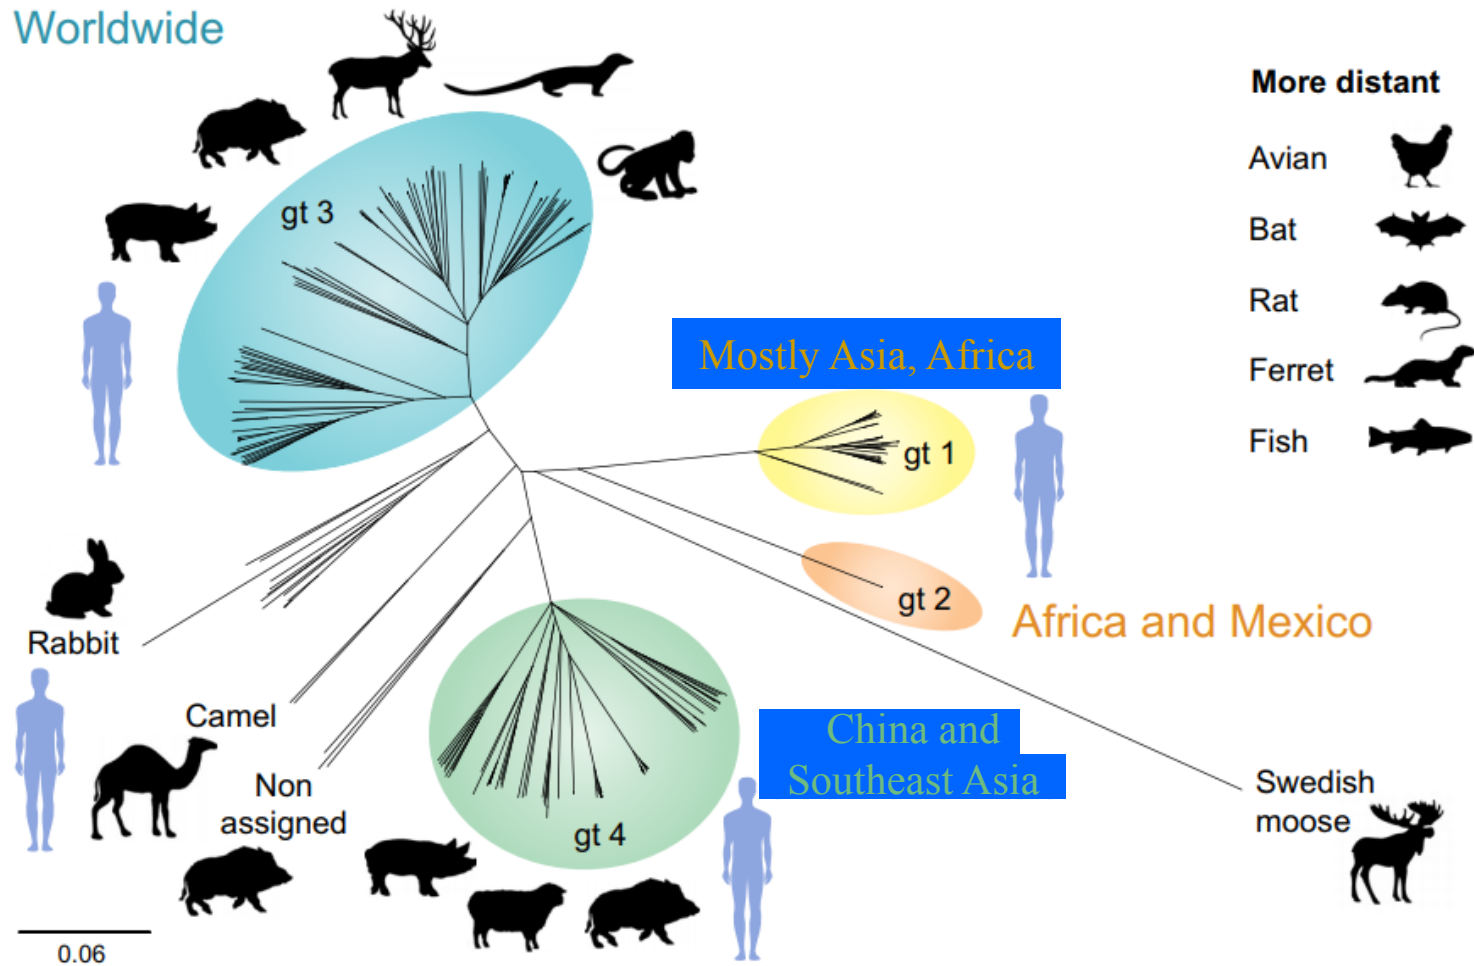 Worldwide
gt 3
More distant
Avian
Bat
Rat
Ferret
Fish
Mostly Asia, Africa
gt 1
gt 2
Africa and Mexico
Rabbit
Camel
Non
assigned
gt 4
China and
Southeast Asia
Swedish
moose
0.06